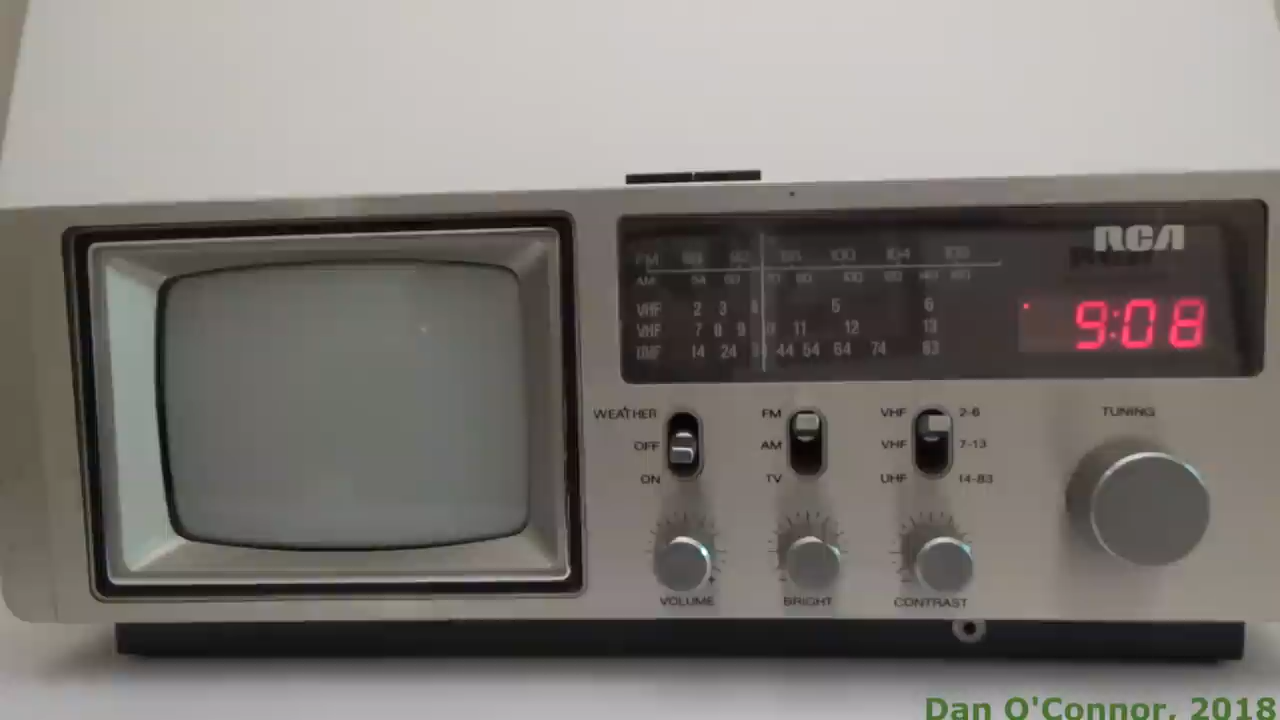 RCA
FM 88 92 96 100 104 108
AM 54 60 70 80 100 130 140 160
VHF 2 3 4 5 6
VHF 7 8 9 10 11 12 13
UHF 14 24 34 44 54 64 74 83
9:08
WEATHER OFF ON
FM AM TV
VHF 2-6
VHF 7-13
UHF 14-83
TUNING
VOLUME BRIGHT CONTRAST
Dan O'Connor, 2018